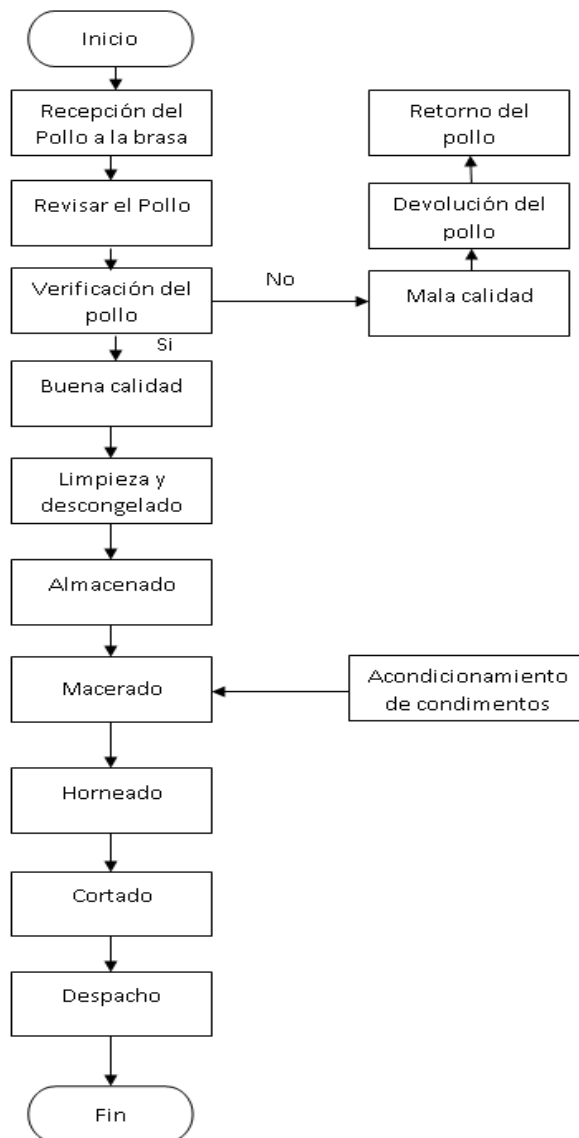 Inicio
Recepción del
Pollo a la brasa
Revisar el Pollo
Verificación del
pollo
No
Mala calidad
Devolución del
pollo
Retorno del
pollo
Si
Buena calidad
Limpieza y
descongelado
Almacenado
Macerado
Acondicionamiento
de condimentos
Horneado
Cortado
Despacho
Fin